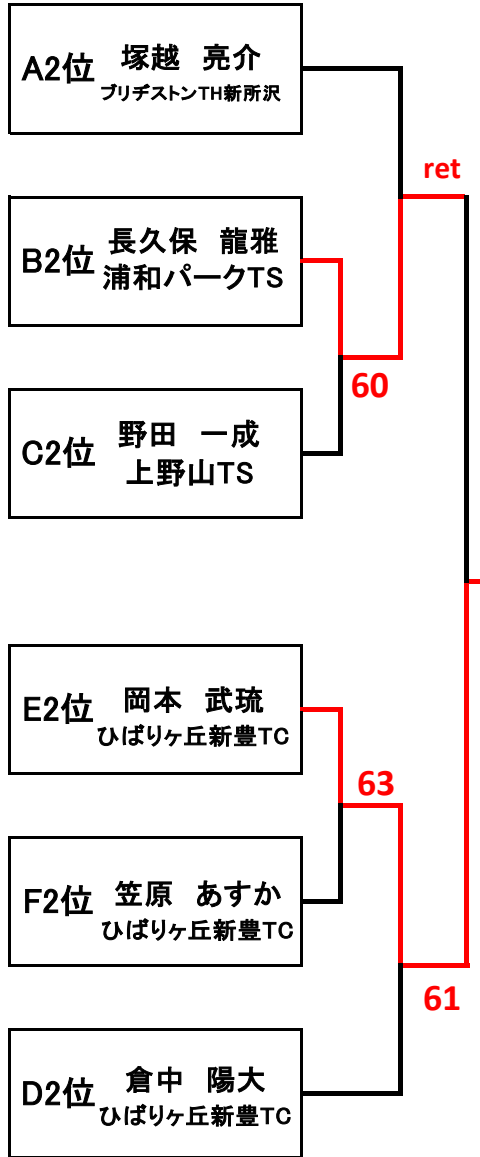 A2位 塚越 亮介
ブリヂストンTH新所沢
ret
B2位 長久保 龍雅
浦和パークTS
60
C2位 野田 一成
上野山TS
E2位 岡本 武琉
ひばりヶ丘新豊TC
63
F2位 笠原 あすか
ひばりヶ丘新豊TC
61
D2位 倉中 陽大
ひばりヶ丘新豊TC